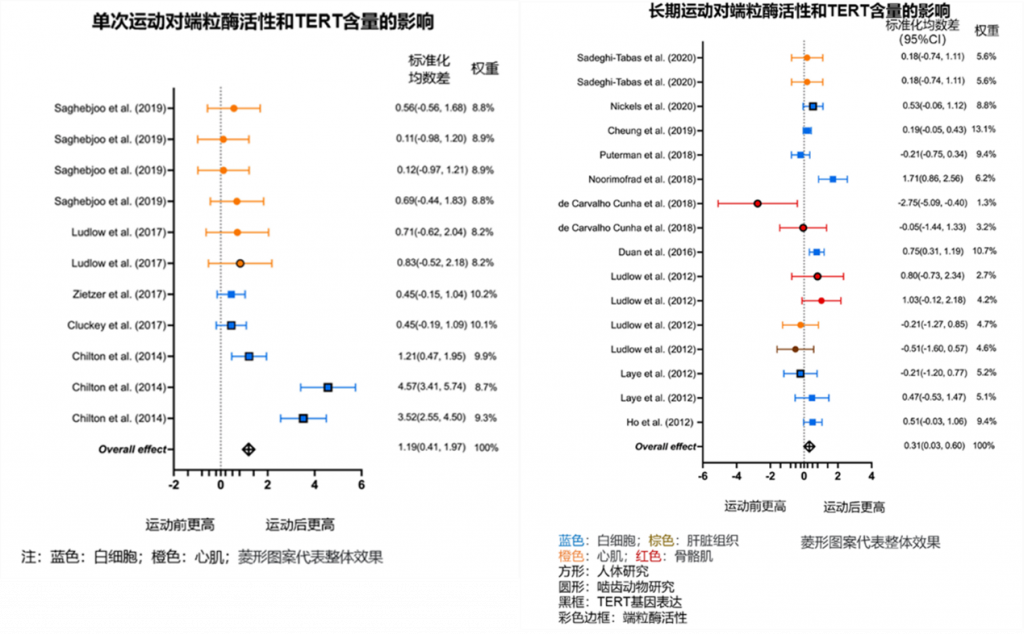 单次运动对端粒酶活性和TERT含量的影响
标准化
均数差 权重
Saghebjoo et al. (2019) 0.56(-0.56, 1.68) 8.8%
Saghebjoo et al. (2019) 0.11(-0.98, 1.20) 8.9%
Saghebjoo et al. (2019) 0.12(-0.97, 1.21) 8.9%
Saghebjoo et al. (2019) 0.69(-0.44, 1.83) 8.8%
Ludlow et al. (2017) 0.71(-0.62, 2.04) 8.2%
Ludlow et al. (2017) 0.83(-0.52, 2.18) 8.2%
Zietzer et al. (2017) 0.45(-0.15, 1.04) 10.2%
Cluckey et al. (2017) 0.45(-0.19, 1.09) 10.1%
Chilton et al. (2014) 1.21(0.47, 1.95) 9.9%
Chilton et al. (2014) 4.57(3.41, 5.74) 8.7%
Chilton et al. (2014) 3.52(2.55, 4.50) 9.3%
Overall effect 1.19(0.41, 1.97) 100%
-2 0 2 4 6
运动前更高 运动后更高
注：蓝色：白细胞；橙色：心肌；菱形图案代表整体效果
长期运动对端粒酶活性和TERT含量的影响
标准化均数差 权重
(95%CI)
Sadeghi-Tabas et al. (2020) 0.18(-0.74, 1.11) 5.6%
Sadeghi-Tabas et al. (2020) 0.18(-0.74, 1.11) 5.6%
Nickels et al. (2020) 0.53(-0.06, 1.12) 8.8%
Cheung et al. (2019) 0.19(-0.05, 0.43) 13.1%
Puterman et al. (2018) -0.21(-0.75, 0.34) 9.4%
Noorimofrad et al. (2018) 1.71(0.86, 2.56) 6.2%
de Carvalho Cunha et al. (2018) -2.75(-5.09, -0.40) 1.3%
de Carvalho Cunha et al. (2018) -0.05(-1.44, 1.33) 3.2%
Duan et al. (2016) 0.75(0.31, 1.19) 10.7%
Ludlow et al. (2012) 0.80(-0.73, 2.34) 2.7%
Ludlow et al. (2012) 1.03(-0.12, 2.18) 4.2%
Ludlow et al. (2012) -0.21(-1.27, 0.85) 4.7%
Ludlow et al. (2012) -0.51(-1.60, 0.57) 4.6%
Laye et al. (2012) -0.21(-1.20, 0.77) 5.2%
Laye et al. (2012) 0.47(-0.53, 1.47) 5.1%
Ho et al. (2012) 0.51(-0.03, 1.06) 9.4%
Overall effect 0.31(0.03, 0.60) 100%
-6 -4 -2 0 2 4
运动前更高 运动后更高
蓝色：白细胞；棕色：肝脏组织
橙色：心肌；红色：骨骼肌
方形：人体研究
圆形：啮齿动物研究
黑框：TERT基因表达
彩色边框：端粒酶活性
菱形图案代表整体效果